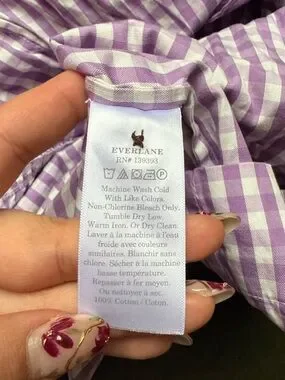 EVERLANE
RN# 139393
Machine Wash Cold
With Like Colors.
Non-Chlorine Bleach Only.
Tumble Dry Low.
Warm Iron. Or Dry Clean.
Laver à la machine à l'eau
froide avec couleurs
similaires. Blanchir sans
chlore. Sécher à la machine
basse température.
Repasser à fer moyen.
Ou nettoyer à sec.
100% Cotton / Coton.